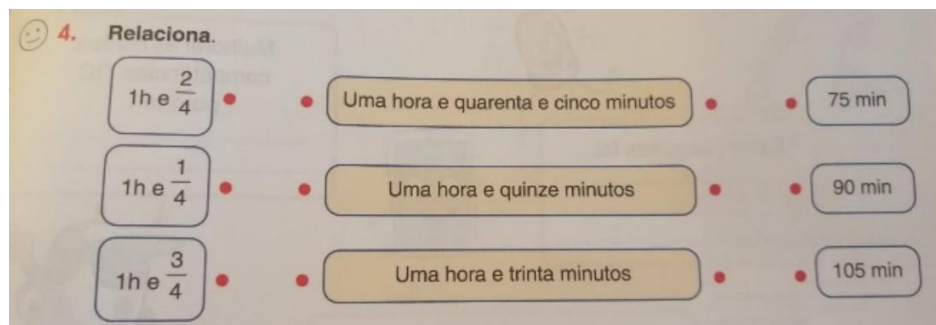 4. Relaciona.
1h e 2/4 Uma hora e quarenta e cinco minutos 75 min
1h e 1/4 Uma hora e quinze minutos 90 min
1h e 3/4 Uma hora e trinta minutos 105 min